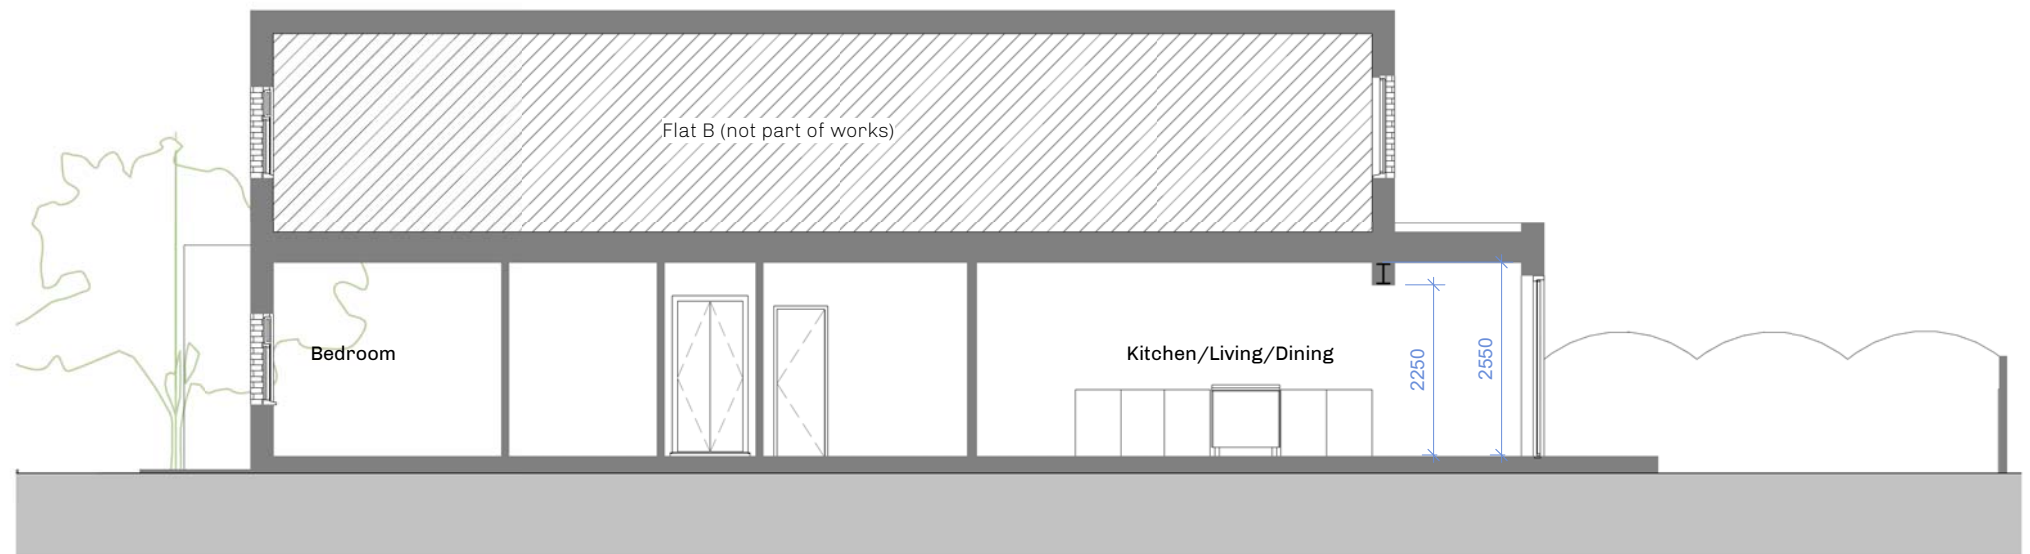 Flat B (not part of works)
Bedroom
Kitchen/Living/Dining
2250
2550